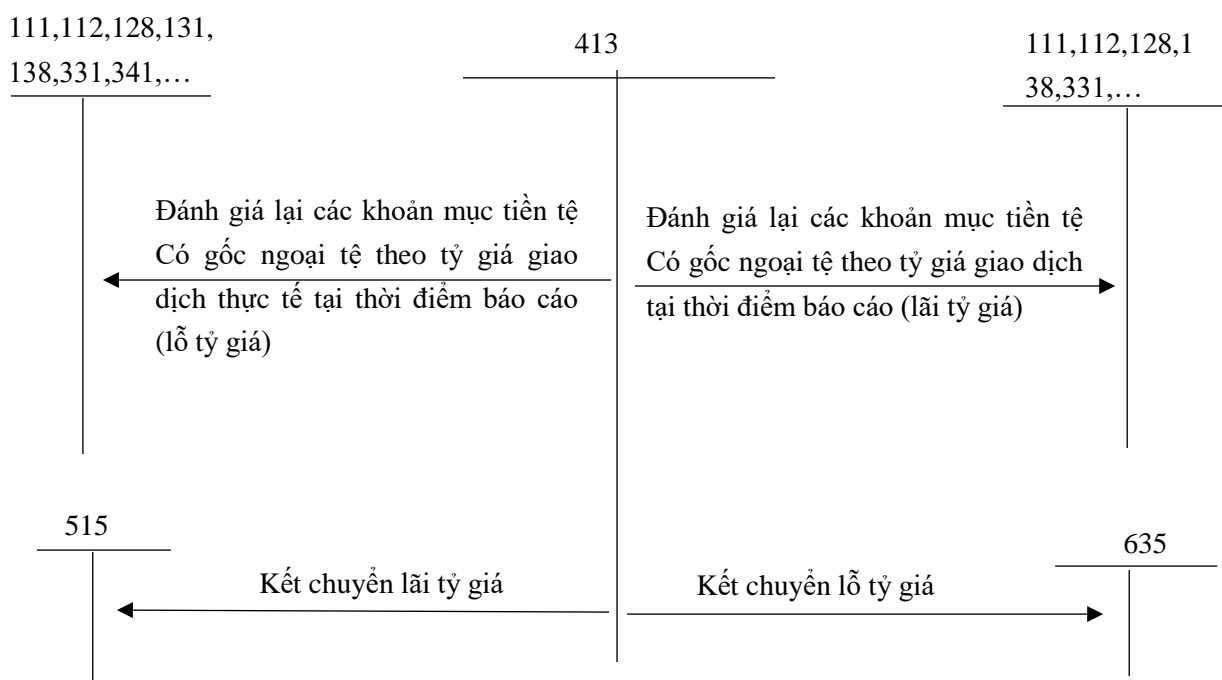 111,112,128,131,
138,331,341,…
413
111,112,128,1
38,331,…
Đánh giá lại các khoản mục tiền tệ
Có gốc ngoại tệ theo tỷ giá giao
dịch thực tế tại thời điểm báo cáo
(lỗ tỷ giá)
Đánh giá lại các khoản mục tiền tệ
Có gốc ngoại tệ theo tỷ giá giao dịch
tại thời điểm báo cáo (lãi tỷ giá)
515
635
Kết chuyển lãi tỷ giá
Kết chuyển lỗ tỷ giá